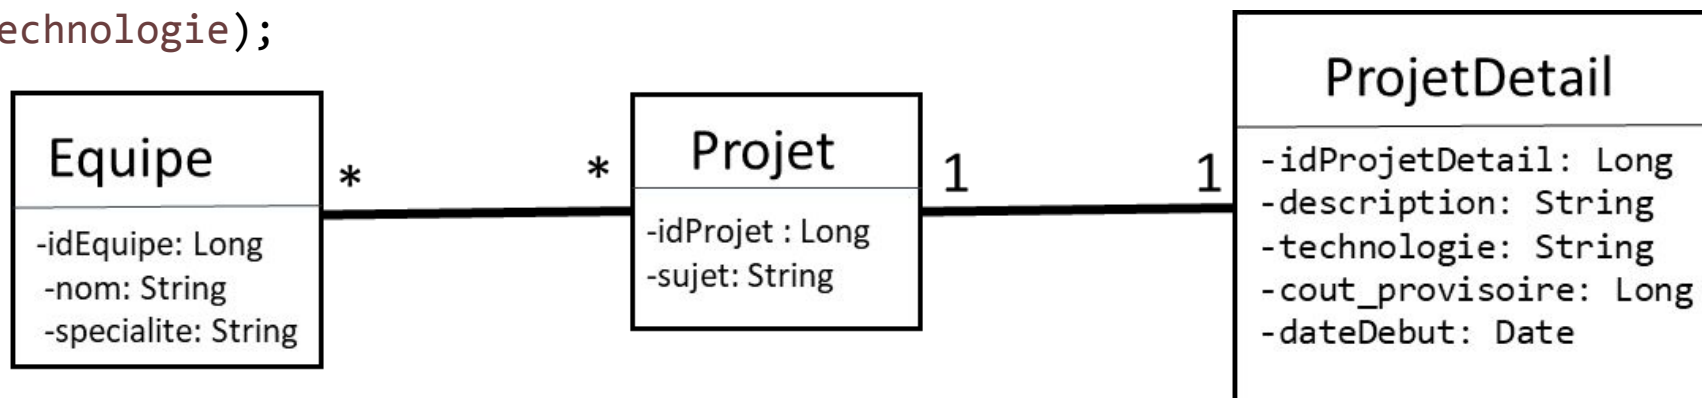 echnologie);
Equipe
-idEquipe: Long
-nom: String
-specialite: String
*
*
Projet
-idProjet : Long
-sujet: String
1
1
ProjetDetail
-idProjetDetail: Long
-description: String
-technologie: String
-cout_provisoire: Long
-dateDebut: Date